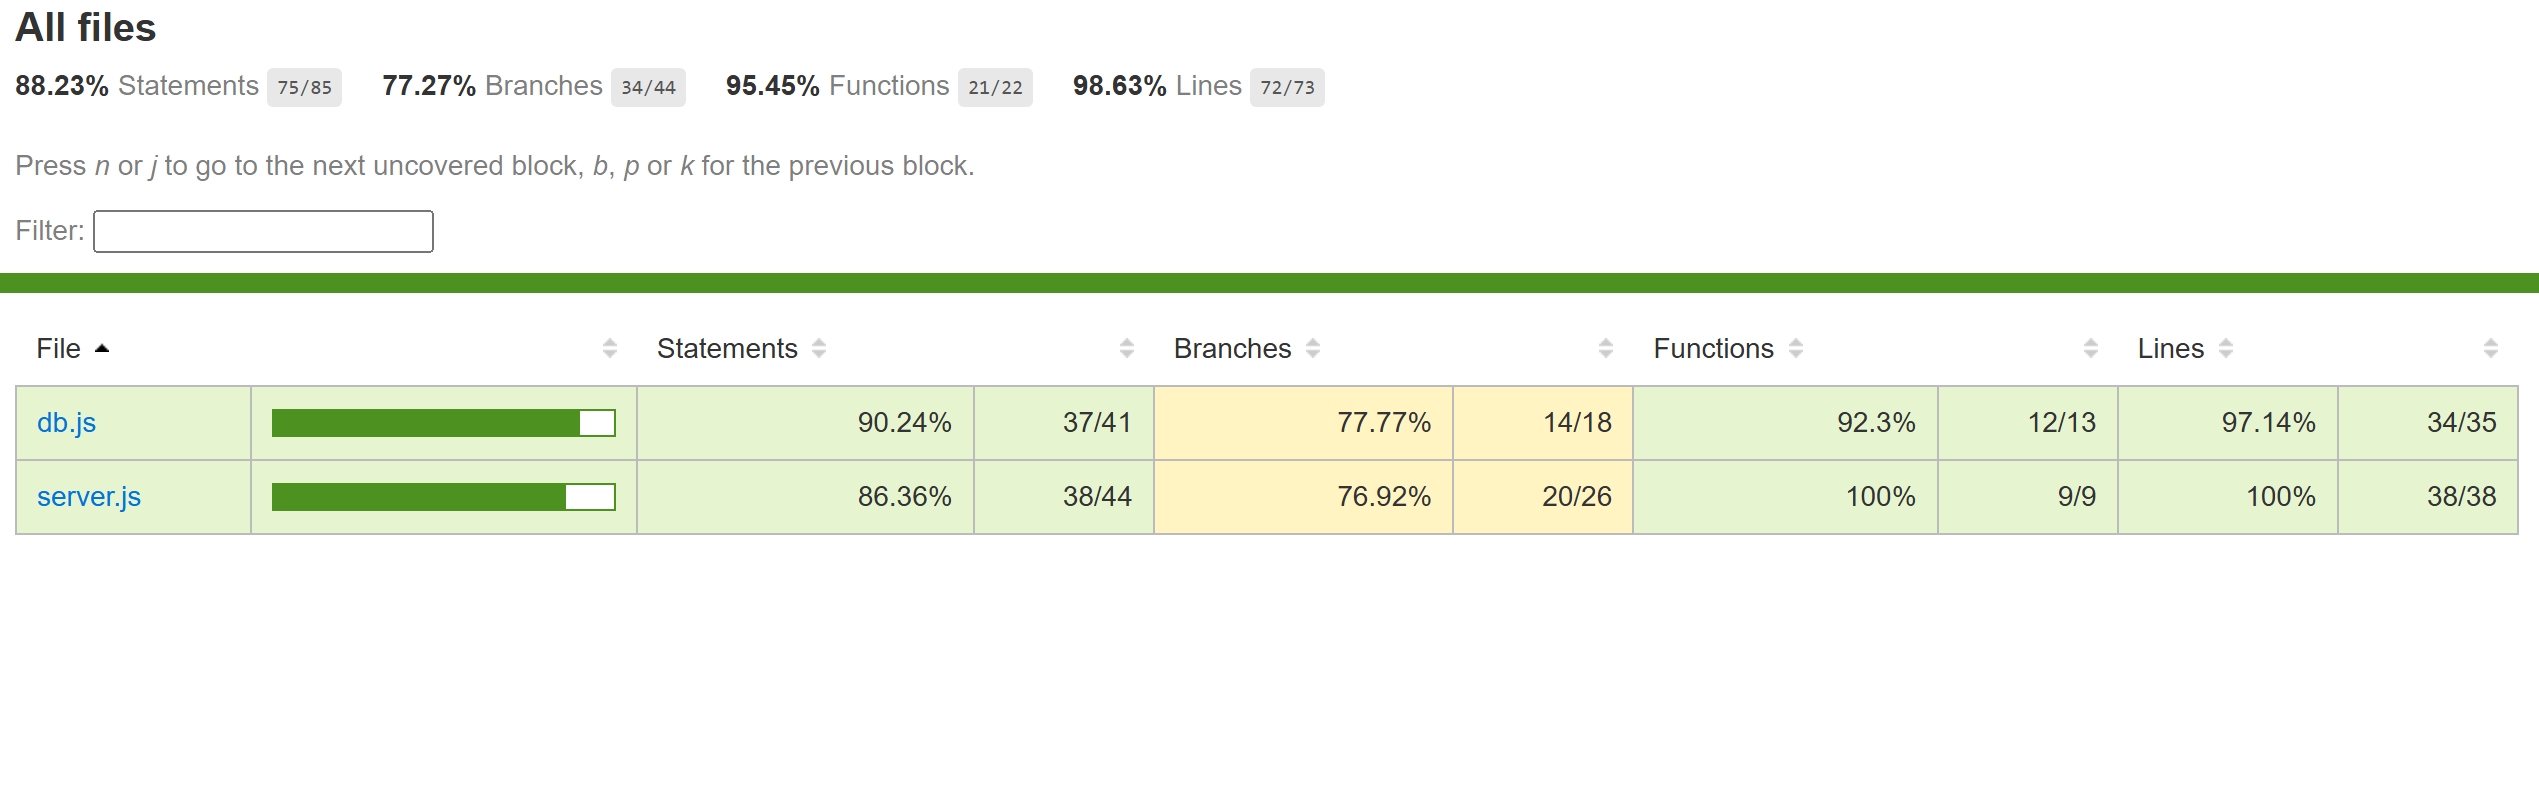 All files
88.23% Statements 75/85 77.27% Branches 34/44 95.45% Functions 21/22 98.63% Lines 72/73
Press n or j to go to the next uncovered block, b, p or k for the previous block.
Filter:
File Statements Branches Functions Lines
db.js 90.24% 37/41 77.77% 14/18 92.3% 12/13 97.14% 34/35
server.js 86.36% 38/44 76.92% 20/26 100% 9/9 100% 38/38